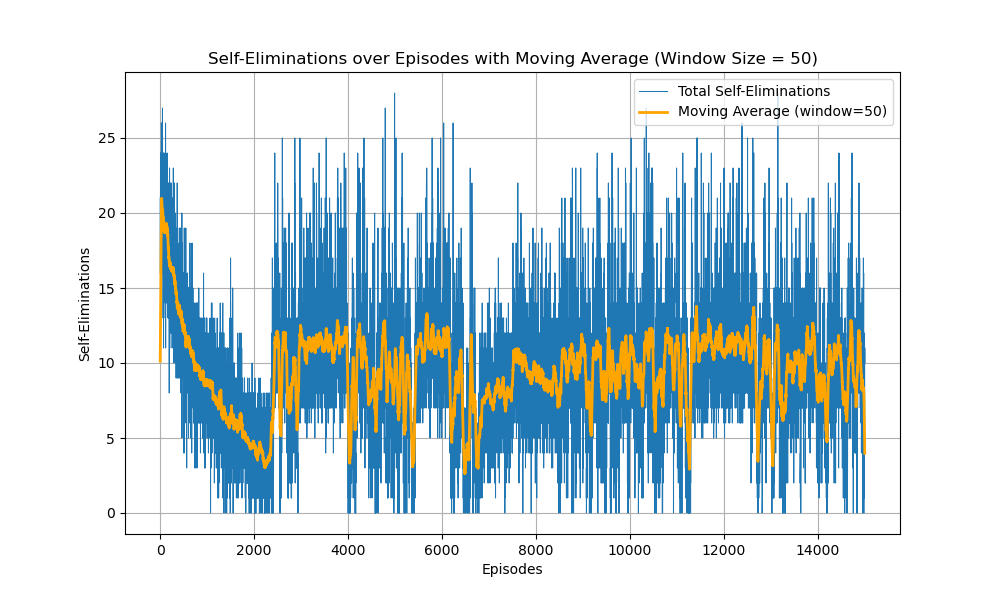 Self-Eliminations over Episodes with Moving Average (Window Size = 50)
Total Self-Eliminations
Moving Average (window=50)
Self-Eliminations
25
20
15
10
5
0
0 2000 4000 6000 8000 10000 12000 14000
Episodes